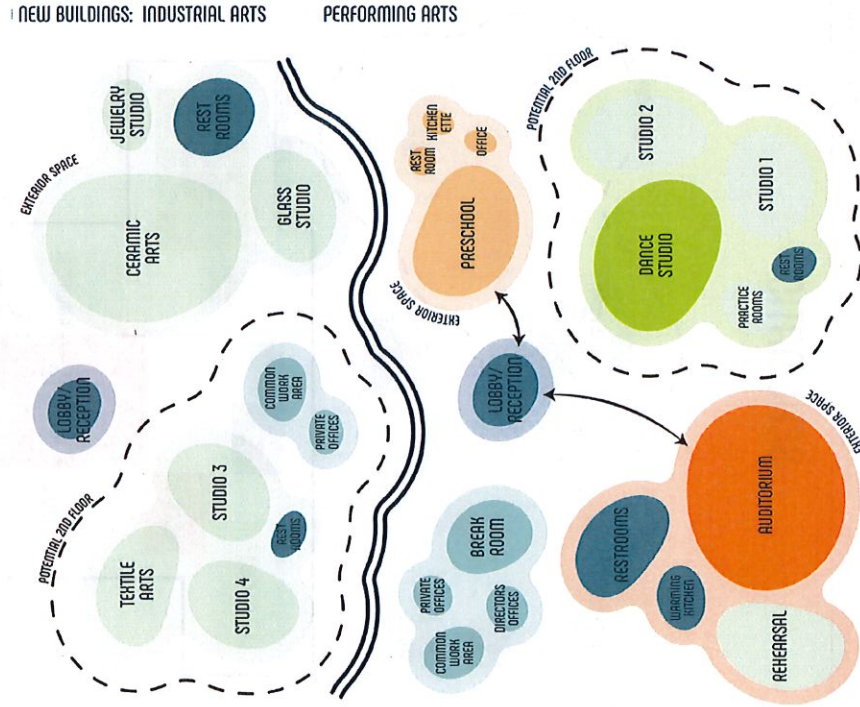 NEW BUILDINGS: INDUSTRIAL ARTS
PERFORMING ARTS
EXTERIOR SPACE
JEWELRY
STUDIO
REST
ROOMS
CERAMIC
ARTS
GLASS
STUDIO
LOBBY/
RECEPTION
POTENTIAL 2ND FLOOR
COMMON
WORK
AREA
PRIVATE
OFFICES
STUDIO 3
TEXTILE
ARTS
REST
ROOMS
STUDIO 4
REST
ROOM
KITCHEN
ETTE
OFFICE
PRESCHOOL
EXTERIOR SPACE
LOBBY/
RECEPTION
PRIVATE
OFFICES
BREAK
ROOM
COMMON
WORK
AREA
DIRECTORS
OFFICES
POTENTIAL 2ND FLOOR
STUDIO 2
DANCE
STUDIO
STUDIO 1
PRACTICE
ROOMS
REST
ROOMS
EXTERIOR SPACE
RESTROOMS
AUDITORIUM
WARMING
KITCHEN
REHEARSAL